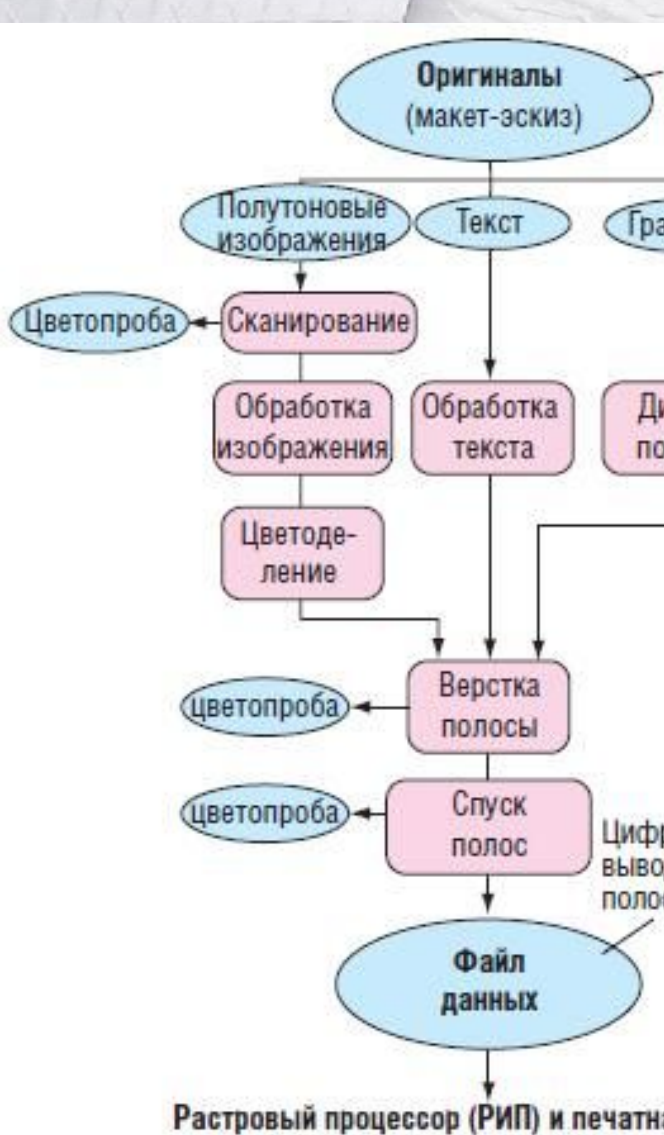 Оригиналы
(макет-эскиз)
Полутоновые
изображения
Текст
Цветопроба
Сканирование
Обработка
изображения
Обработка
текста
Цветоде-
ление
Верстка
полосы
цветопроба
Спуск
полос
цветопроба
Файл
данных
Растровый процессор (РИП) и